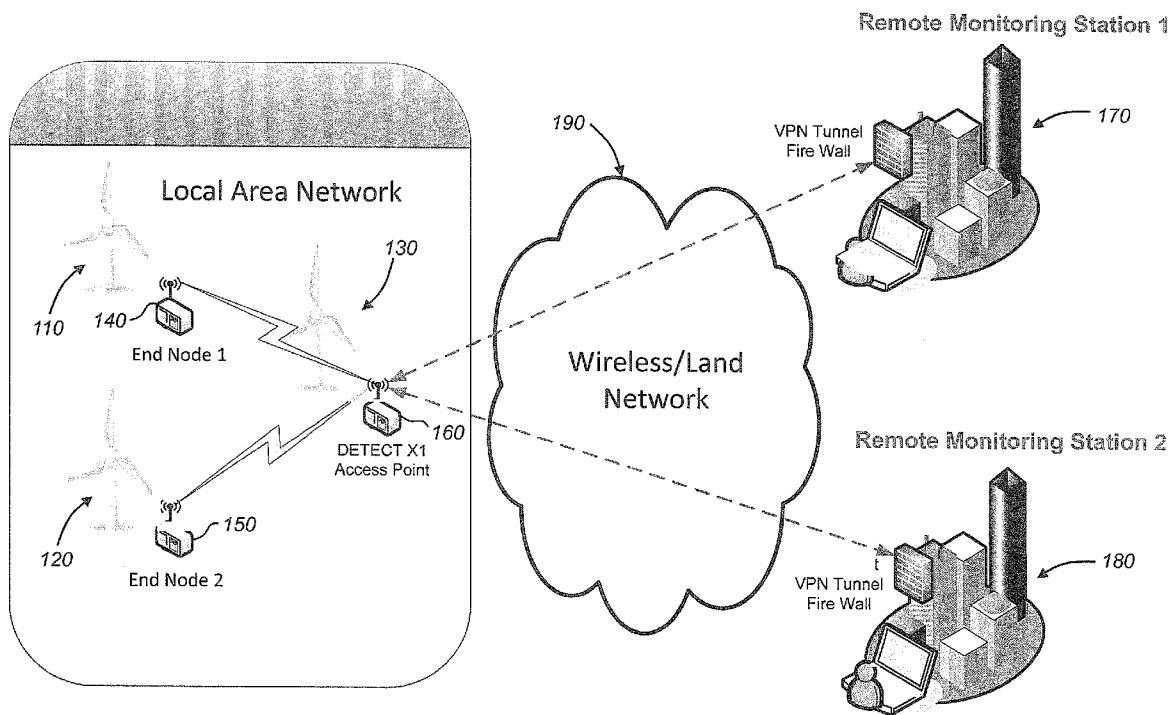 Remote Monitoring Station 1
170
190
VPN Tunnel
Fire Wall
Local Area Network
130
110
140
End Node 1
Wireless/Land
Network
160
DETECT X1
Access Point
Remote Monitoring Station 2
120
150
End Node 2
t
VPN Tunnel
Fire Wall
180